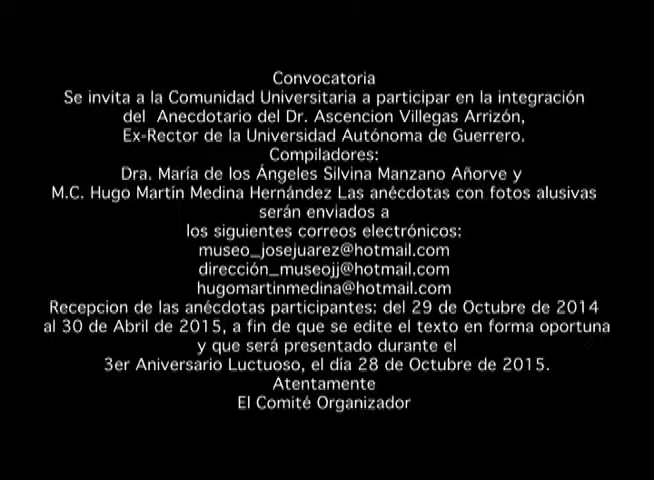 Convocatoria
Se invita a la Comunidad Universitaria a participar en la integración
del Anecdotario del Dr. Ascencion Villegas Arrizón,
Ex-Rector de la Universidad Autónoma de Guerrero.
Compiladores:
Dra. María de los Ángeles Silvina Manzano Añorve y
M.C. Hugo Martín Medina Hernández Las anécdotas con fotos alusivas
serán enviados a
los siguientes correos electrónicos:
museo_josejuarez@hotmail.com
dirección_museojj@hotmail.com
hugomartinmedina@hotmail.com
Recepcion de las anécdotas participantes: del 29 de Octubre de 2014
al 30 de Abril de 2015, a fin de que se edite el texto en forma oportuna
y que será presentado durante el
3er Aniversario Luctuoso, el día 28 de Octubre de 2015.
Atentamente
El Comité Organizador